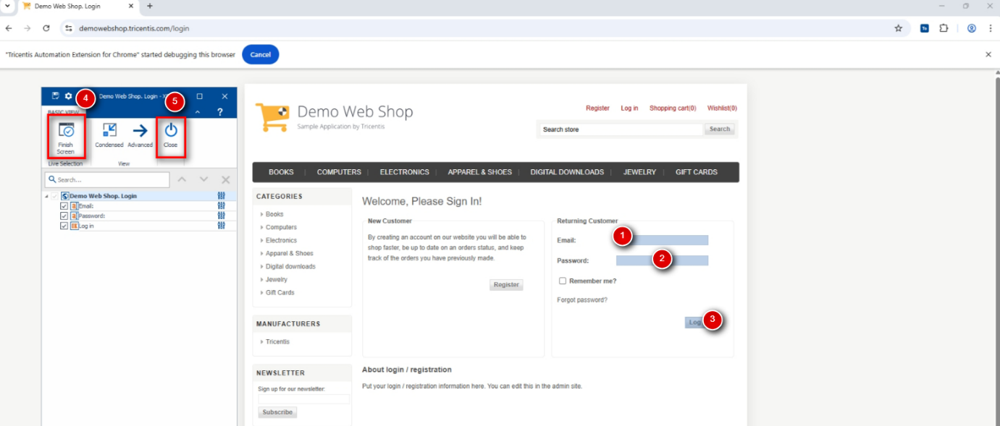 Demo Web Shop. Login
demowebshop.tricentis.com/login
To
"Tricentis Automation Extension for Chrome" started debugging this browser
Cancel
4
Demo Web Shop. Login -
5
BASIC VIEW
?
Finish
Screen
Condensed
Advanced
Close
Live Selection
View
Search...
Demo Web Shop. Login
Email:
Password:
Log in
Demo Web Shop
Sample Application by Tricentis
Register
Log in
Shopping cart(0)
Wishlist(0)
Search store
Search
BOOKS
COMPUTERS
ELECTRONICS
APPAREL & SHOES
DIGITAL DOWNLOADS
JEWELRY
GIFT CARDS
CATEGORIES
Books
Computers
Electronics
Apparel & Shoes
Digital downloads
Jewelry
Gift Cards
MANUFACTURERS
Tricentis
NEWSLETTER
Sign up for our newsletter:
Subscribe
Welcome, Please Sign In!
New Customer
By creating an account on our website you will be able to
shop faster, be up to date on an orders status, and keep
track of the orders you have previously made.
Register
Returning Customer
Email:
1
Password:
2
Remember me?
Forgot password?
Log
3
About login / registration
Put your login / registration information here. You can edit this in the admin site.